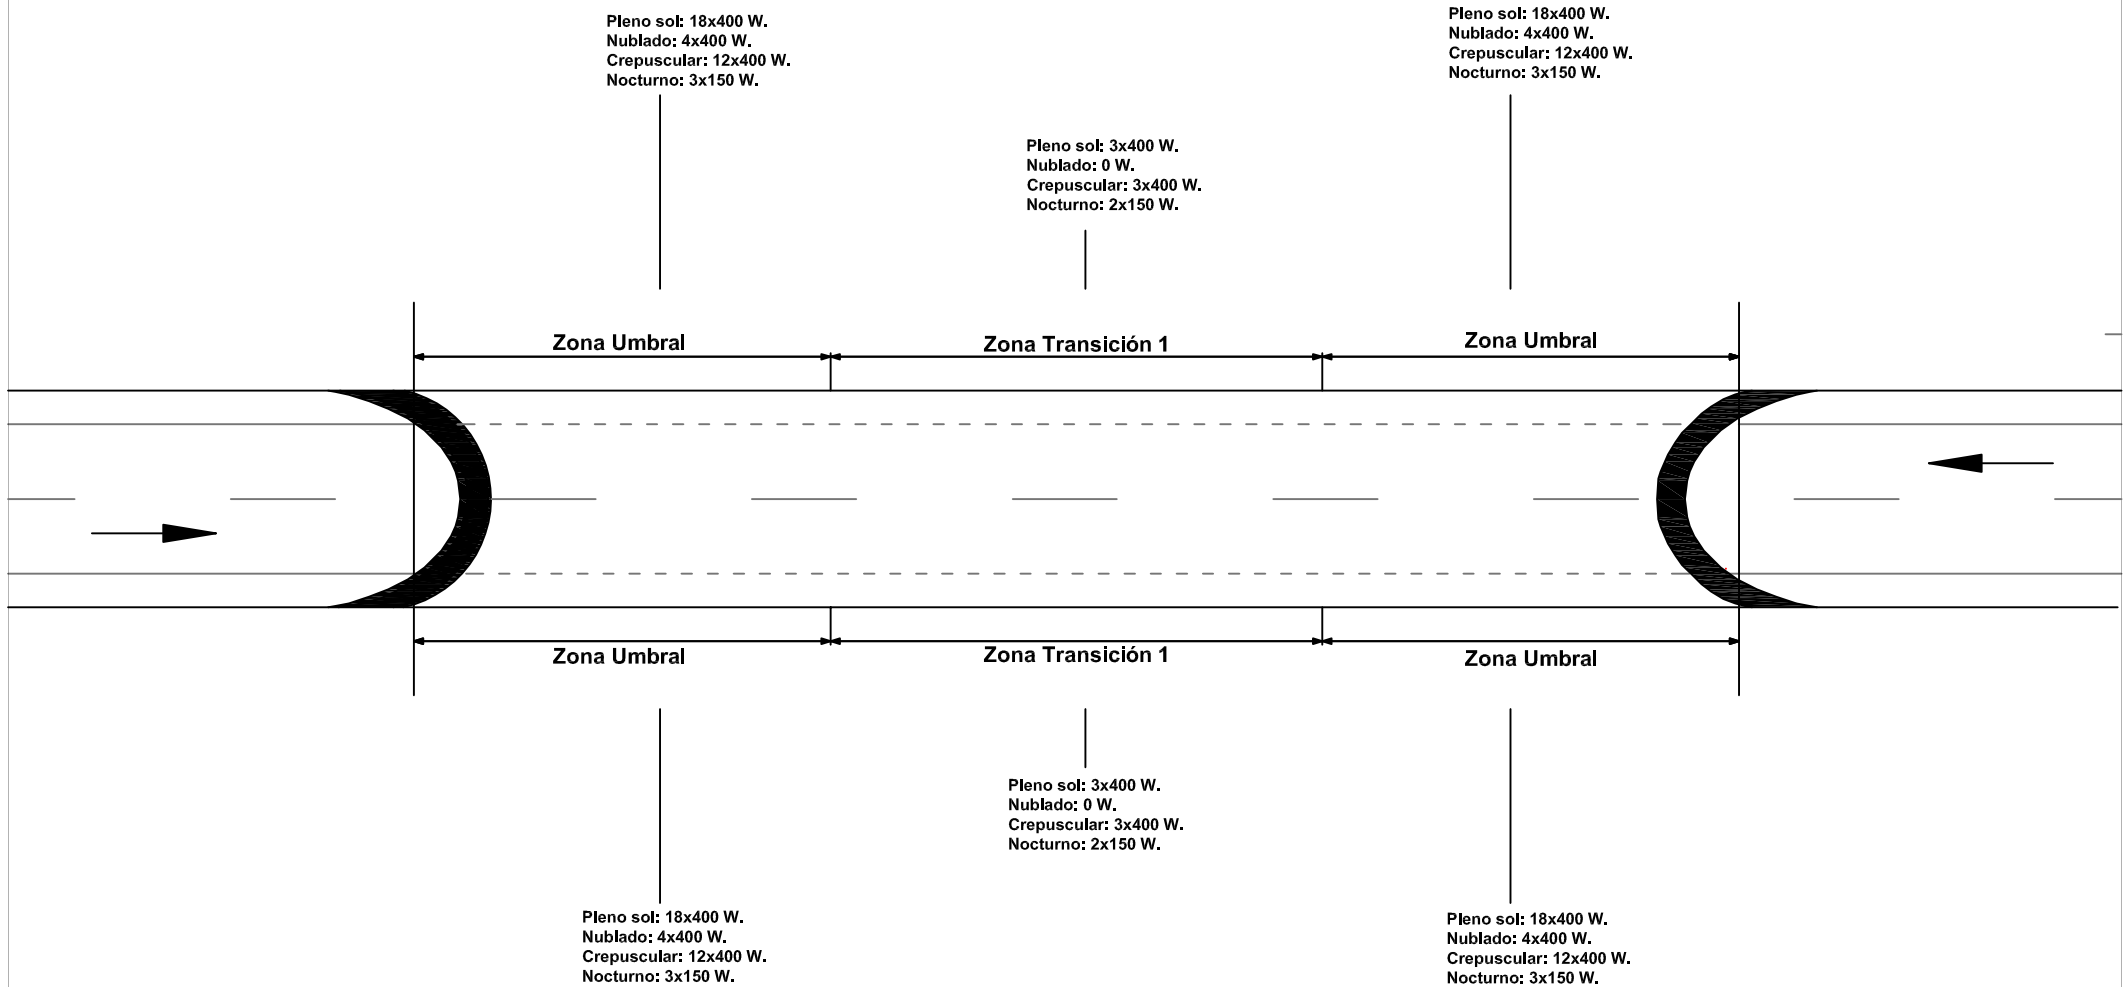 Pleno sol: 18x400 W.
Nublado: 4x400 W.
Crepuscular: 12x400 W.
Nocturno: 3x150 W.
Pleno sol: 18x400 W.
Nublado: 4x400 W.
Crepuscular: 12x400 W.
Nocturno: 3x150 W.
Pleno sol: 3x400 W.
Nublado: 0 W.
Crepuscular: 3x400 W.
Nocturno: 2x150 W.
Zona Umbral
Zona Transición 1
Zona Umbral
Zona Umbral
Zona Transición 1
Zona Umbral
Pleno sol: 3x400 W.
Nublado: 0 W.
Crepuscular: 3x400 W.
Nocturno: 2x150 W.
Pleno sol: 18x400 W.
Nublado: 4x400 W.
Crepuscular: 12x400 W.
Nocturno: 3x150 W.
Pleno sol: 18x400 W.
Nublado: 4x400 W.
Crepuscular: 12x400 W.
Nocturno: 3x150 W.